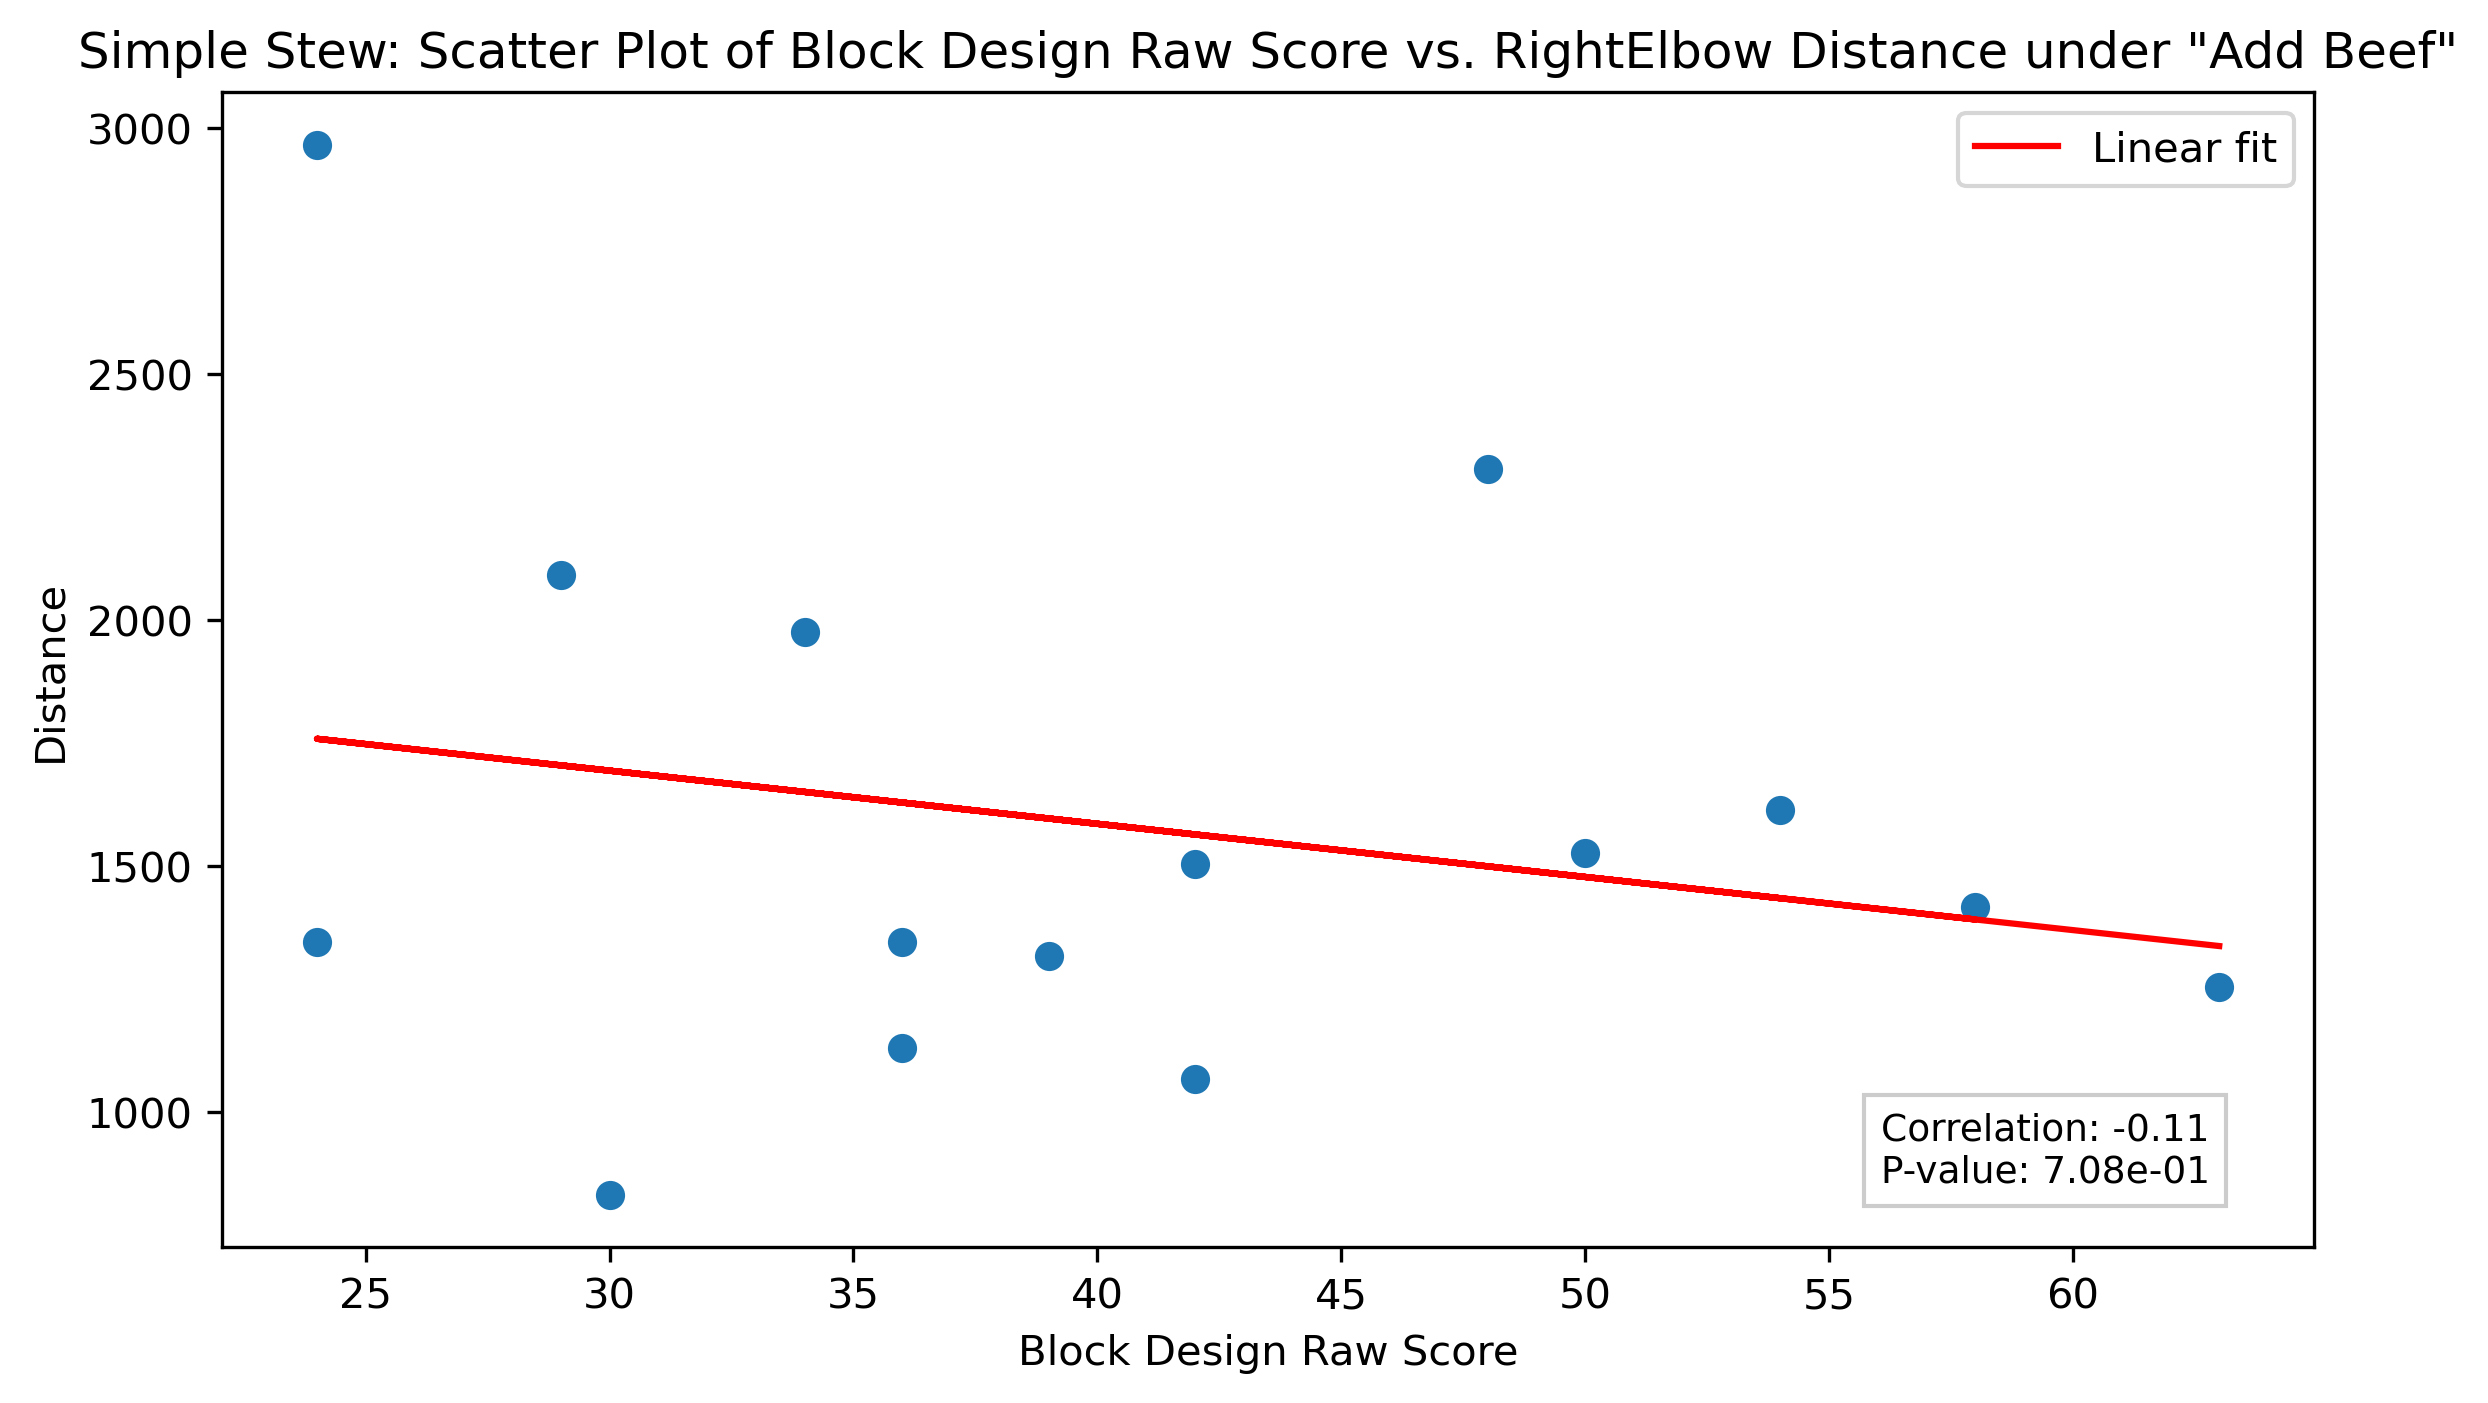 Simple Stew: Scatter Plot of Block Design Raw Score vs. RightElbow Distance under "Add Beef"
Linear fit
3000
2500
2000
1500
1000
Distance
Correlation: -0.11
P-value: 7.08e-01
25 30 35 40 45 50 55 60
Block Design Raw Score